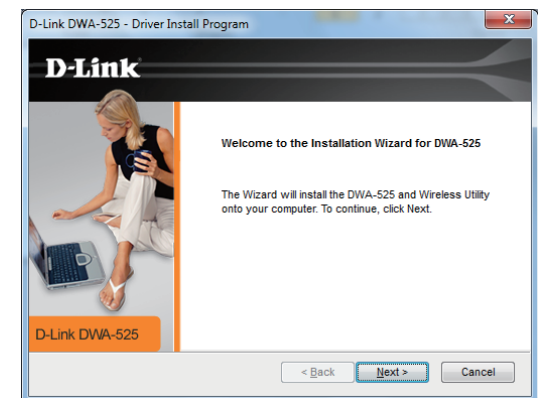 D-Link DWA-525 - Driver Install Program
D-Link
Welcome to the Installation Wizard for DWA-525
The Wizard will install the DWA-525 and Wireless Utility
onto your computer. To continue, click Next.
D-Link DWA-525
< Back
Next >
Cancel